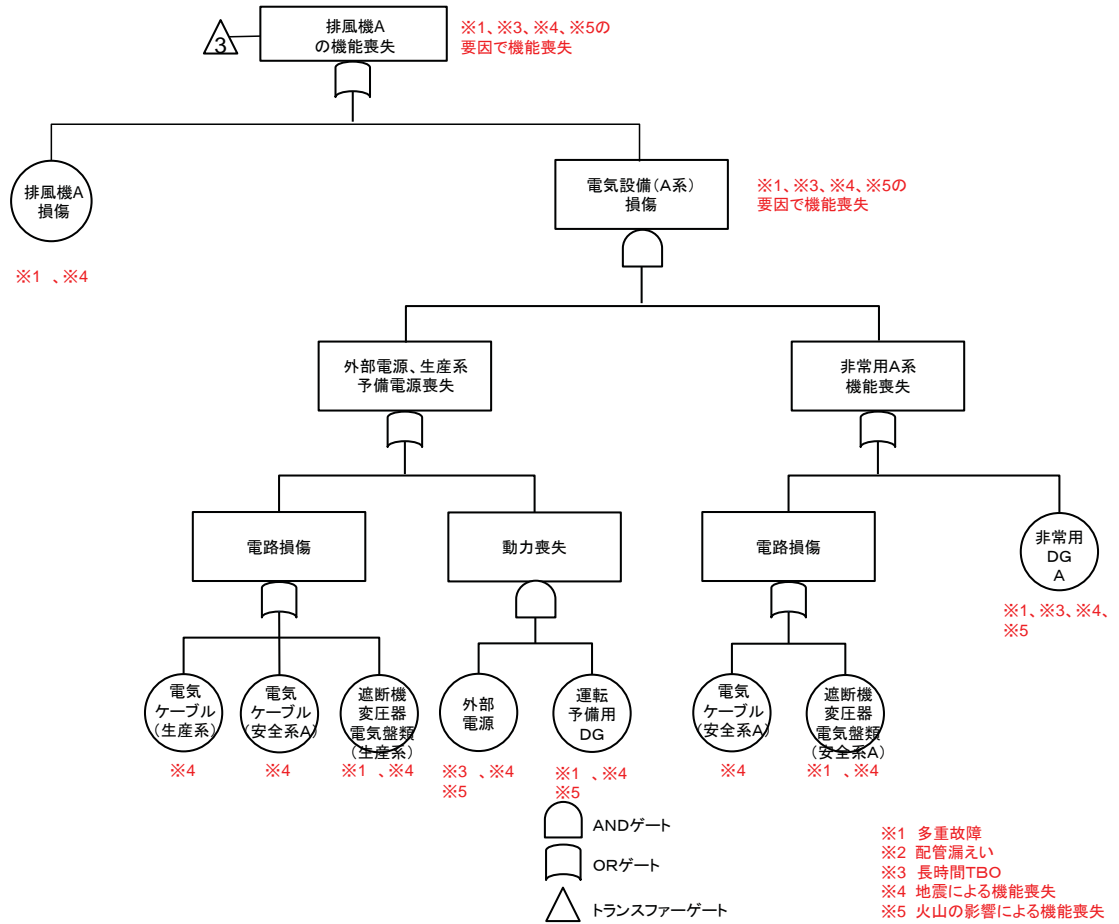 3
排風機A
の機能喪失
※1、※3、※4、※5の
要因で機能喪失
排風機A
損傷
※1 、※4
電気設備(A系)
損傷
※1、※3、※4、※5の
要因で機能喪失
外部電源、生産系
予備電源喪失
非常用A系
機能喪失
電路損傷
動力喪失
電路損傷
非常用
DG
A
※1、※3、※4、
※5
電気
ケーブル
(生産系)
※4
電気
ケーブル
(安全系A)
※4
遮断機
変圧器
電気盤類
(生産系)
※1 、※4
外部
電源
※3 、※4
※5
運転
予備用
DG
※1 、※4
※5
電気
ケーブル
(安全系A)
※4
遮断機
変圧器
電気盤類
(安全系A)
※1 、※4
ANDゲート
ORゲート
トランスファーゲート
※1 多重故障
※2 配管漏えい
※3 長時間TBO
※4 地震による機能喪失
※5 火山の影響による機能喪失